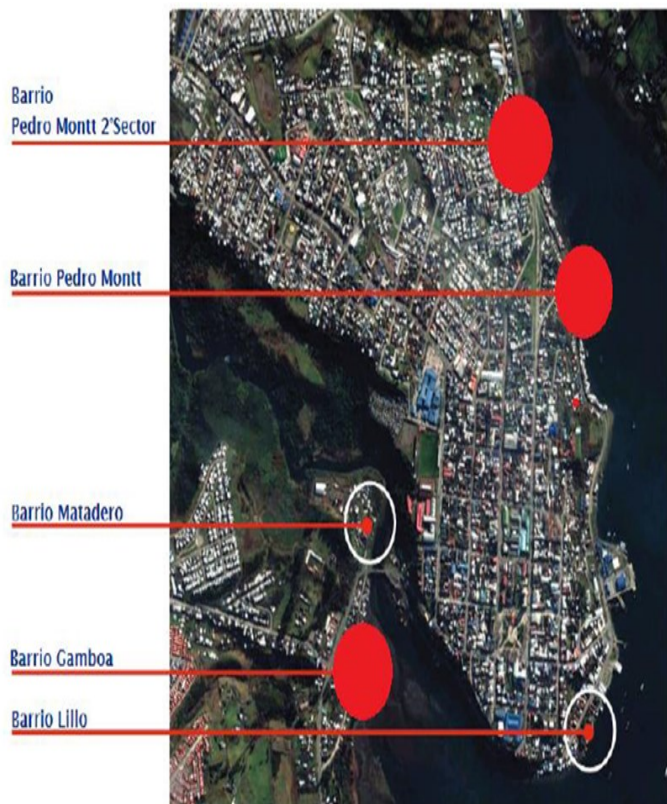 Barrio
Pedro Montt 2°Sector
Barrio Pedro Montt
Barrio Matadero
Barrio Gamboa
Barrio Lillo